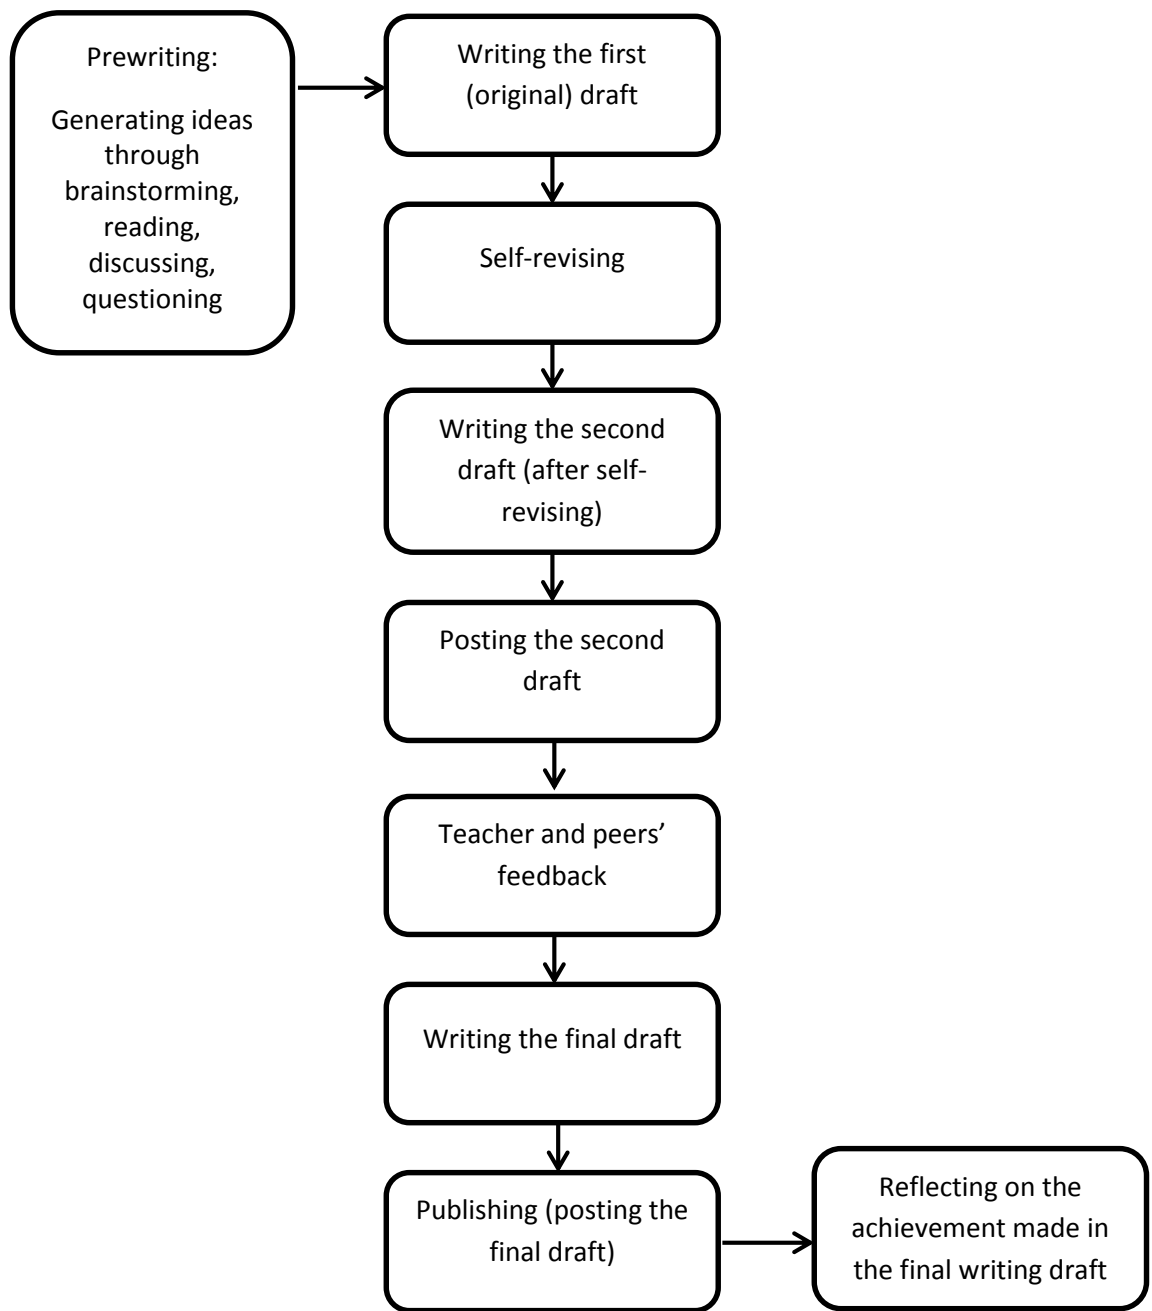 Prewriting:
Generating ideas
through
brainstorming,
reading,
discussing,
questioning
Writing the first
(original) draft
Self-revising
Writing the second
draft (after self-
revising)
Posting the second
draft
Teacher and peers’
feedback
Writing the final draft
Publishing (posting the
final draft)
Reflecting on the
achievement made in
the final writing draft